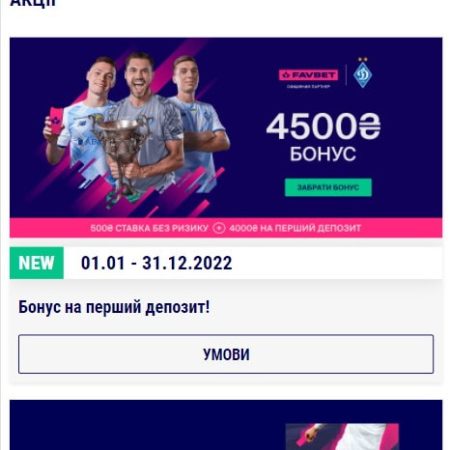 АКЦІЇ
FAVBET
ОФІЦІЙНИЙ ПАРТНЕР
4500₴
БОНУС
ЗАБРАТИ БОНУС
500₴ СТАВКА БЕЗ РИЗИКУ + 4000₴ НА ПЕРШИЙ ДЕПОЗИТ
NEW 01.01 - 31.12.2022
Бонус на перший депозит!
УМОВИ